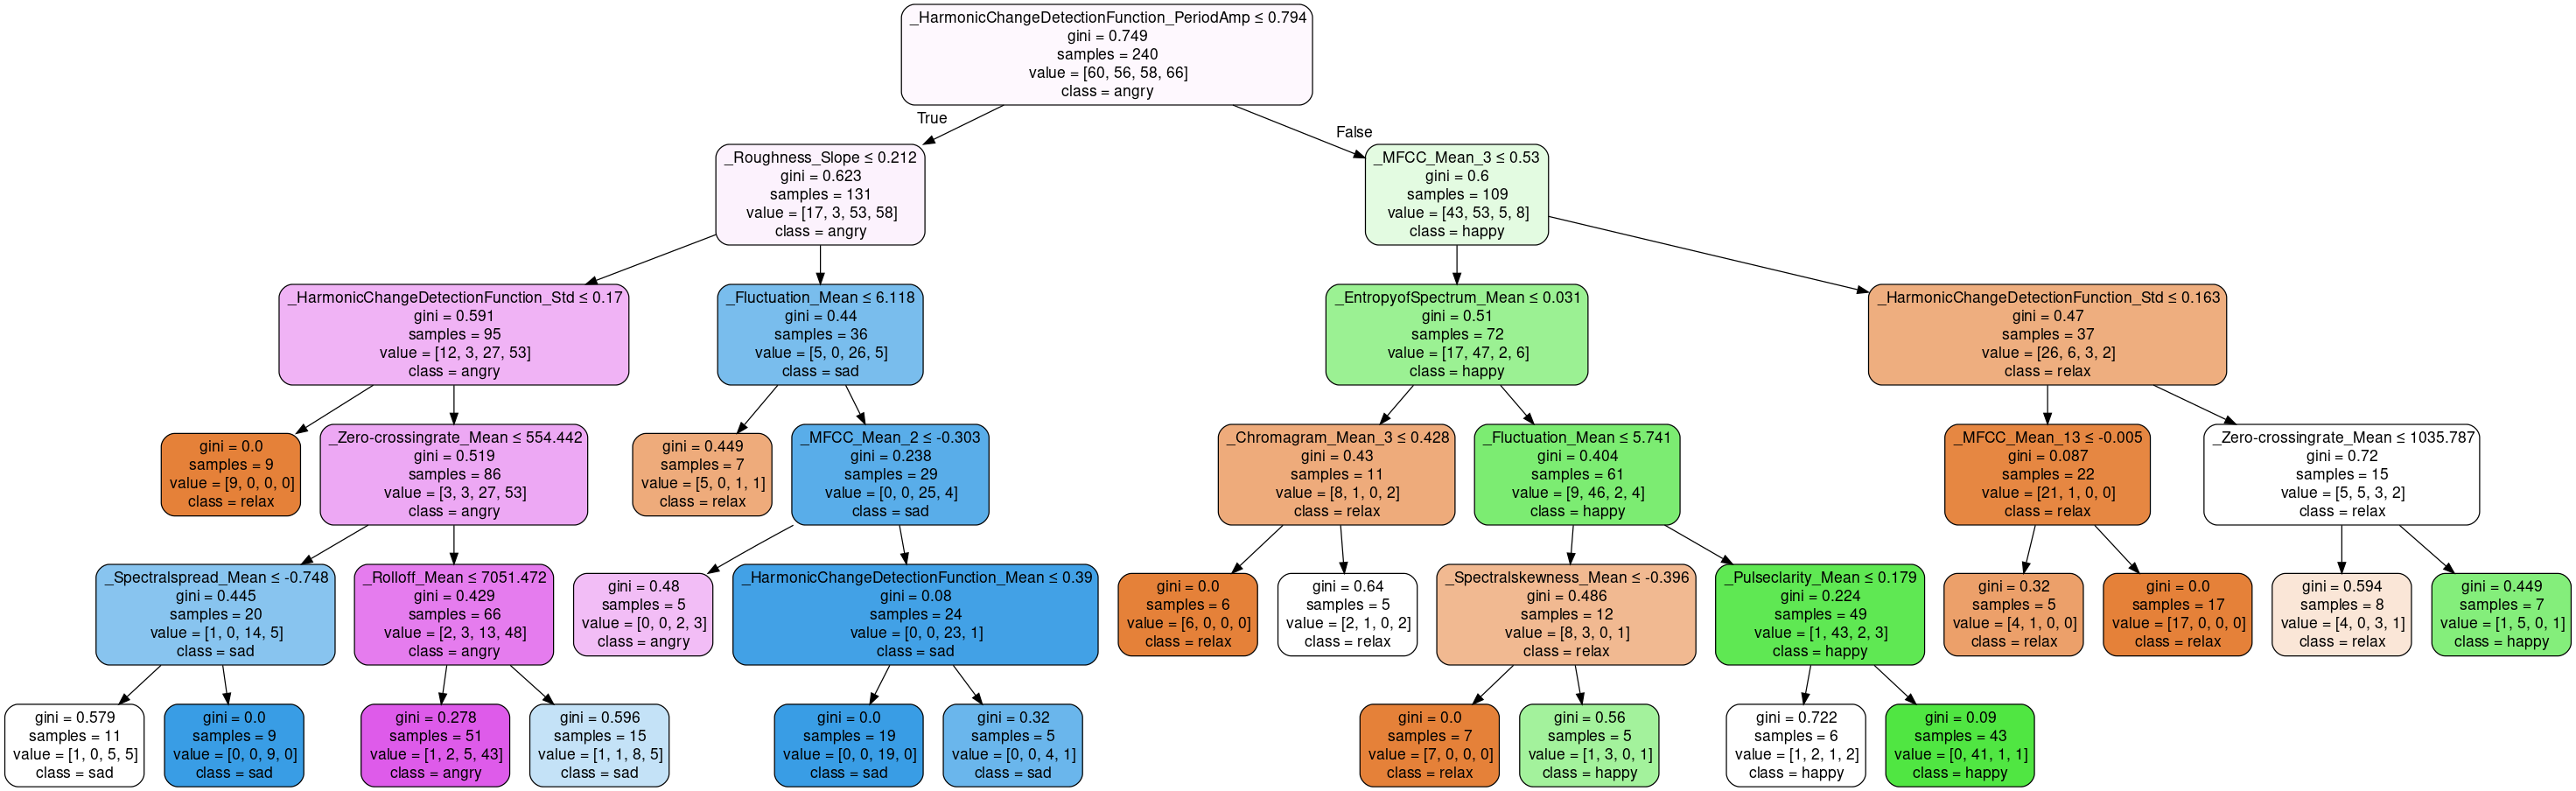 _HarmonicChangeDetectionFunction_PeriodAmp ≤ 0.794
gini = 0.749
samples = 240
value = [60, 56, 58, 66]
class = angry
True
False
_Roughness_Slope ≤ 0.212
gini = 0.623
samples = 131
value = [17, 3, 53, 58]
class = angry
_MFCC_Mean_3 ≤ 0.53
gini = 0.6
samples = 109
value = [43, 53, 5, 8]
class = happy
_HarmonicChangeDetectionFunction_Std ≤ 0.17
gini = 0.591
samples = 95
value = [12, 3, 27, 53]
class = angry
_Fluctuation_Mean ≤ 6.118
gini = 0.44
samples = 36
value = [5, 0, 26, 5]
class = sad
_EntropyofSpectrum_Mean ≤ 0.031
gini = 0.51
samples = 72
value = [17, 47, 2, 6]
class = happy
_HarmonicChangeDetectionFunction_Std ≤ 0.163
gini = 0.47
samples = 37
value = [26, 6, 3, 2]
class = relax
gini = 0.0
samples = 9
value = [9, 0, 0, 0]
class = relax
_Zero-crossingrate_Mean ≤ 554.442
gini = 0.519
samples = 86
value = [3, 3, 27, 53]
class = angry
gini = 0.449
samples = 7
value = [5, 0, 1, 1]
class = relax
_MFCC_Mean_2 ≤ -0.303
gini = 0.238
samples = 29
value = [0, 0, 25, 4]
class = sad
_Chromagram_Mean_3 ≤ 0.428
gini = 0.43
samples = 11
value = [8, 1, 0, 2]
class = relax
_Fluctuation_Mean ≤ 5.741
gini = 0.404
samples = 61
value = [9, 46, 2, 4]
class = happy
_MFCC_Mean_13 ≤ -0.005
gini = 0.087
samples = 22
value = [21, 1, 0, 0]
class = relax
_Zero-crossingrate_Mean ≤ 1035.787
gini = 0.72
samples = 15
value = [5, 5, 3, 2]
class = relax
_Spectralspread_Mean ≤ -0.748
gini = 0.445
samples = 20
value = [1, 0, 14, 5]
class = sad
_Rolloff_Mean ≤ 7051.472
gini = 0.429
samples = 66
value = [2, 3, 13, 48]
class = angry
gini = 0.48
samples = 5
value = [0, 0, 2, 3]
class = angry
_HarmonicChangeDetectionFunction_Mean ≤ 0.39
gini = 0.08
samples = 24
value = [0, 0, 23, 1]
class = sad
gini = 0.0
samples = 6
value = [6, 0, 0, 0]
class = relax
gini = 0.64
samples = 5
value = [2, 1, 0, 2]
class = relax
_Spectralskewness_Mean ≤ -0.396
gini = 0.486
samples = 12
value = [8, 3, 0, 1]
class = relax
_Pulseclarity_Mean ≤ 0.179
gini = 0.224
samples = 49
value = [1, 43, 2, 3]
class = happy
gini = 0.32
samples = 5
value = [4, 1, 0, 0]
class = relax
gini = 0.0
samples = 17
value = [17, 0, 0, 0]
class = relax
gini = 0.594
samples = 8
value = [4, 0, 3, 1]
class = relax
gini = 0.449
samples = 7
value = [1, 5, 0, 1]
class = happy
gini = 0.579
samples = 11
value = [1, 0, 5, 5]
class = sad
gini = 0.0
samples = 9
value = [0, 0, 9, 0]
class = sad
gini = 0.278
samples = 51
value = [1, 2, 5, 43]
class = angry
gini = 0.596
samples = 15
value = [1, 1, 8, 5]
class = sad
gini = 0.0
samples = 19
value = [0, 0, 19, 0]
class = sad
gini = 0.32
samples = 5
value = [0, 0, 4, 1]
class = sad
gini = 0.0
samples = 7
value = [7, 0, 0, 0]
class = relax
gini = 0.56
samples = 5
value = [1, 3, 0, 1]
class = happy
gini = 0.722
samples = 6
value = [1, 2, 1, 2]
class = happy
gini = 0.09
samples = 43
value = [0, 41, 1, 1]
class = happy